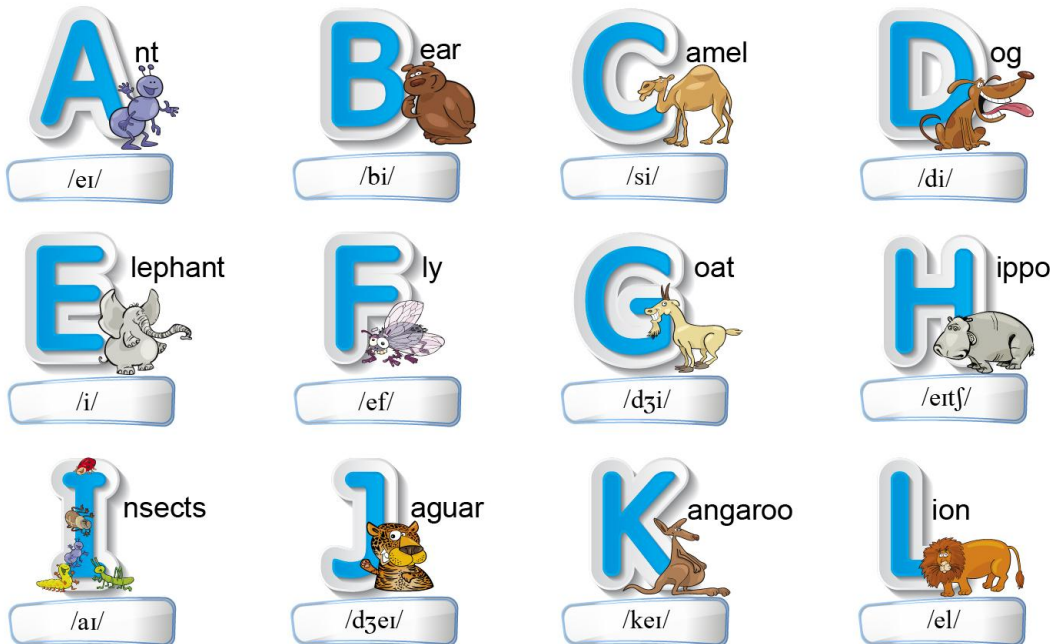 Ant
Bear
Camel
Dog
/eɪ/
/bi/
/si/
/di/
Elephant
Fly
Goat
Hippo
/i/
/ef/
/dʒi/
/eɪtʃ/
Insects
Jaguar
Kangaroo
Lion
/aɪ/
/dʒeɪ/
/keɪ/
/el/